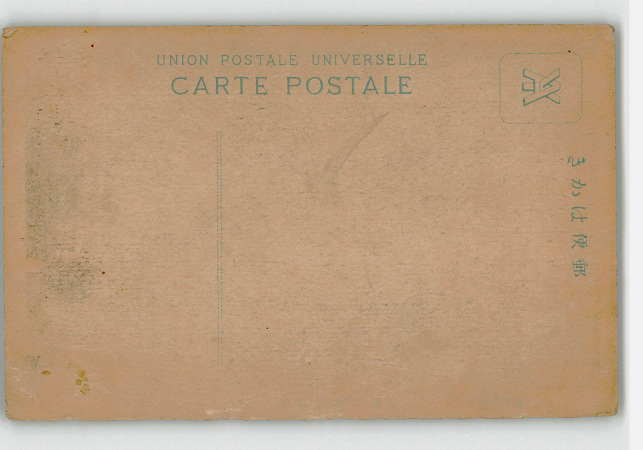 UNION POSTALE UNIVERSELLE
CARTE POSTALE
きかは便郵